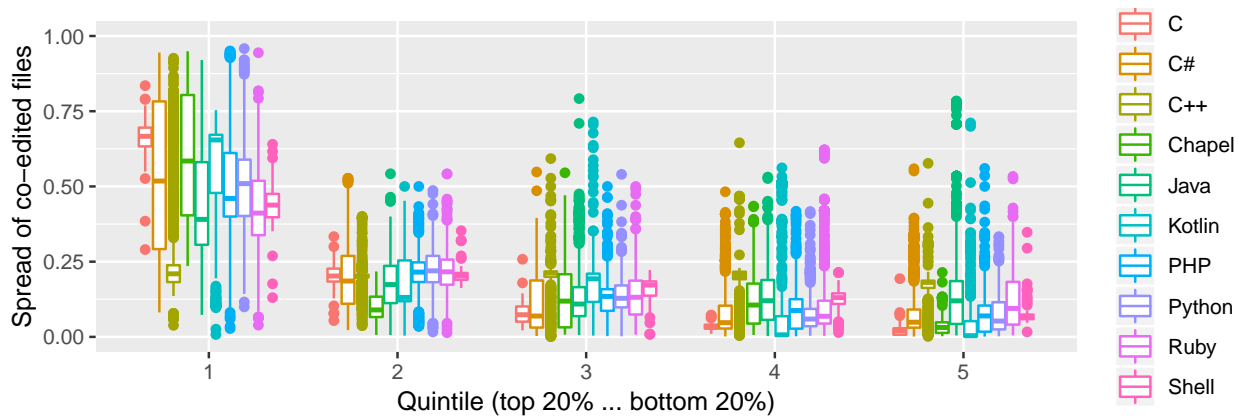 Spread of co-edited files
1.00
0.75
0.50
0.25
0.00
1
2
3
4
5
Quintile (top 20% ... bottom 20%)
C
C#
C++
Chapel
Java
Kotlin
PHP
Python
Ruby
Shell